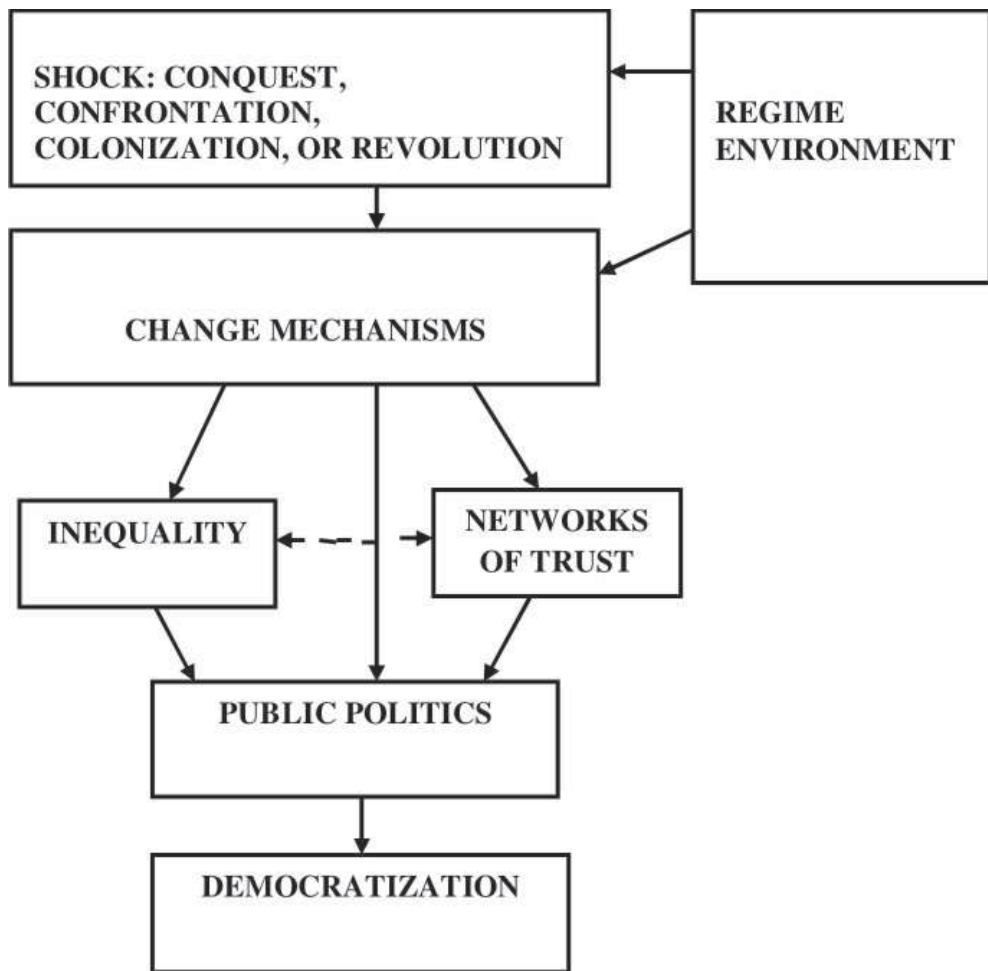 SHOCK: CONQUEST,
CONFRONTATION,
COLONIZATION, OR REVOLUTION
REGIME
ENVIRONMENT
CHANGE MECHANISMS
INEQUALITY
NETWORKS
OF TRUST
PUBLIC POLITICS
DEMOCRATIZATION